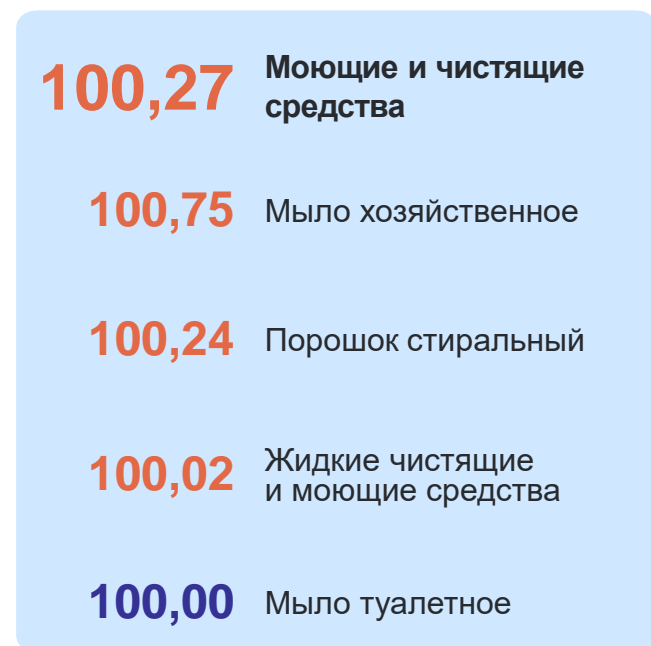 100,27 Моющие и чистящие
средства
100,75 Мыло хозяйственное
100,24 Порошок стиральный
100,02 Жидкие чистящие
и моющие средства
100,00 Мыло туалетное